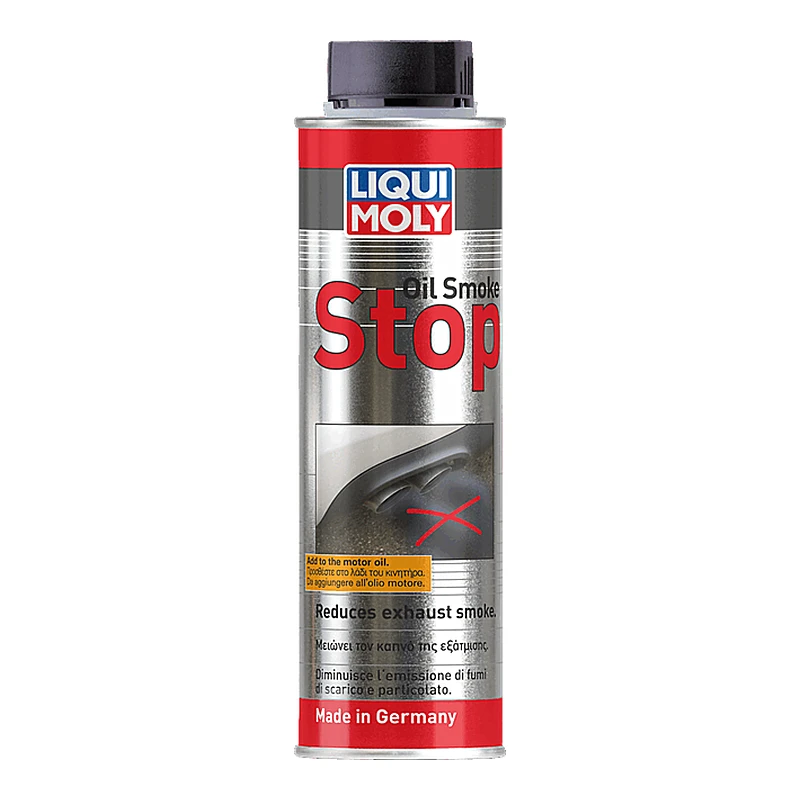 LIQUI
MOLY
Oil Smoke
Stop
Add to the motor oil.
Προσθέστε στο λάδι του κινητήρα.
Da aggiungere all'olio motore.
Reduces exhaust smoke.
Μειώνει τον καπνό της εξάτμισης.
Diminuisce l'emissione di fumi
di scarico e particolato.
Made in Germany